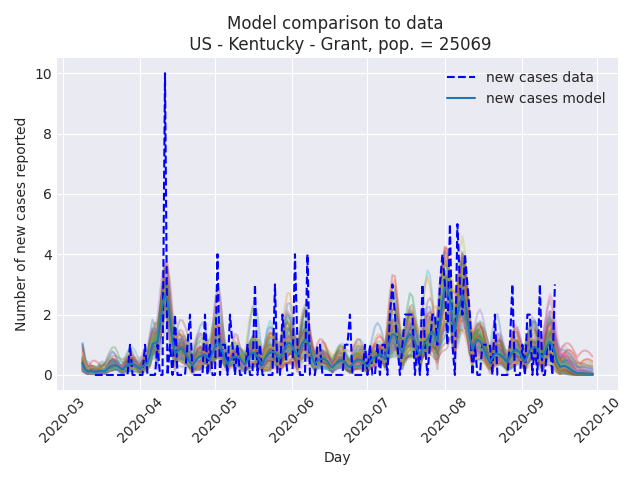 Model comparison to data
US - Kentucky - Grant, pop. = 25069
new cases data
new cases model
Number of new cases reported
10
8
6
4
2
0
2020-03
2020-04
2020-05
2020-06
2020-07
2020-08
2020-09
2020-10
Day